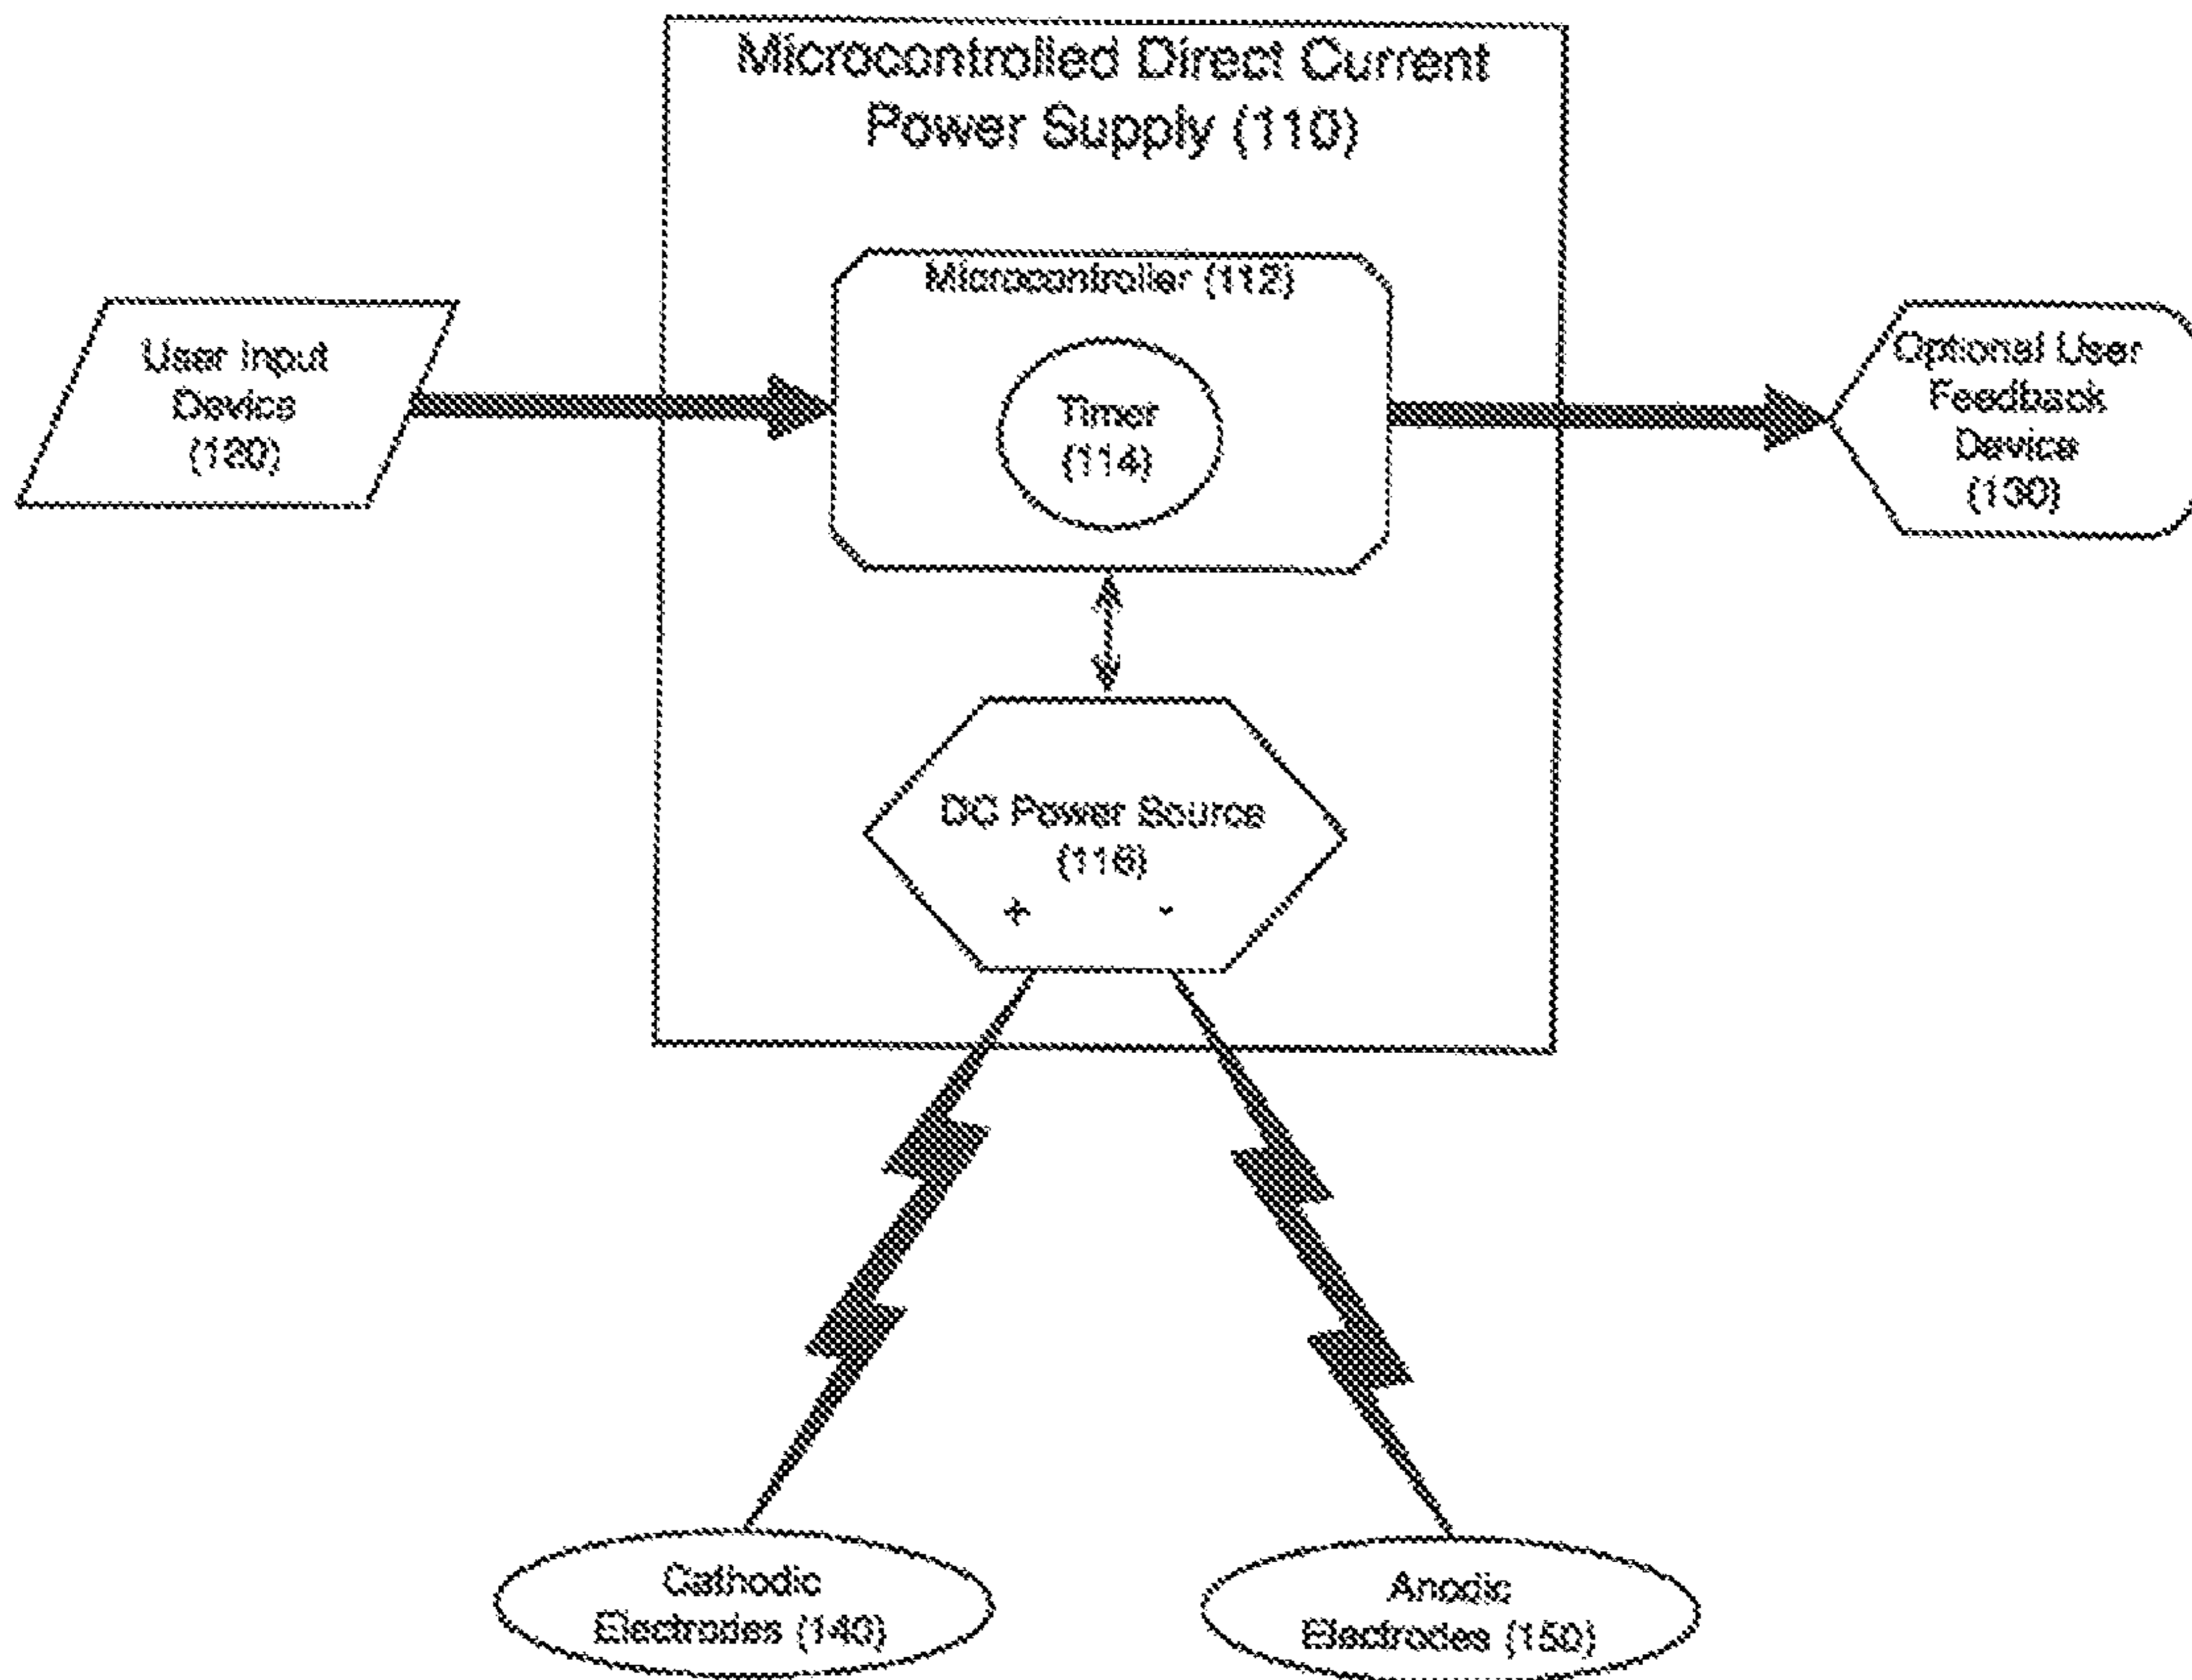 Microcontrolled Direct Current
Power Supply (110)
Microcontroller (112)
User Input
Device
(120)
Timer
(114)
Optional User
Feedback
Device
(130)
DC Power Source
(116)
+ -
Cathodic
Electrodes (140)
Anodic
Electrodes (150)